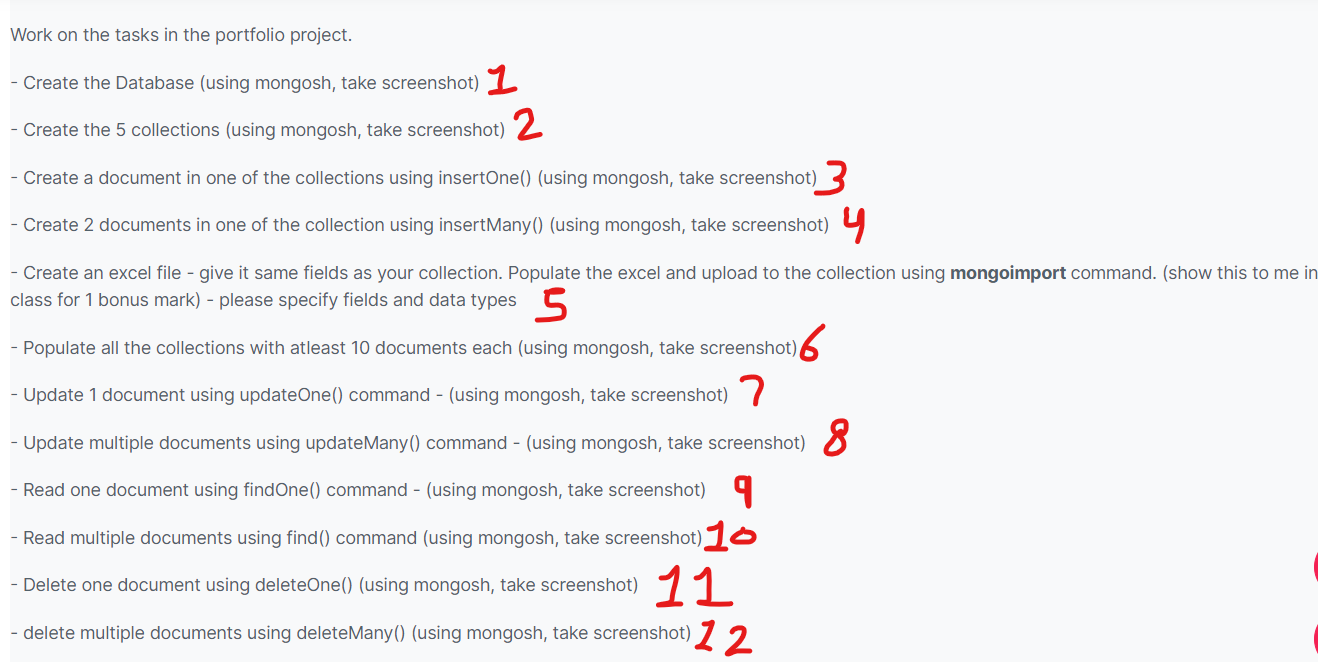 Work on the tasks in the portfolio project.
- Create the Database (using mongosh, take screenshot) 1
- Create the 5 collections (using mongosh, take screenshot) 2
- Create a document in one of the collections using insertOne() (using mongosh, take screenshot) 3
- Create 2 documents in one of the collection using insertMany() (using mongosh, take screenshot) 4
- Create an excel file - give it same fields as your collection. Populate the excel and upload to the collection using mongoimport command. (show this to me in
class for 1 bonus mark) - please specify fields and data types 5
- Populate all the collections with atleast 10 documents each (using mongosh, take screenshot) 6
- Update 1 document using updateOne() command - (using mongosh, take screenshot) 7
- Update multiple documents using updateMany() command - (using mongosh, take screenshot) 8
- Read one document using findOne() command - (using mongosh, take screenshot) 9
- Read multiple documents using find() command (using mongosh, take screenshot) 10
- Delete one document using deleteOne() (using mongosh, take screenshot) 11
- delete multiple documents using deleteMany() (using mongosh, take screenshot) 12